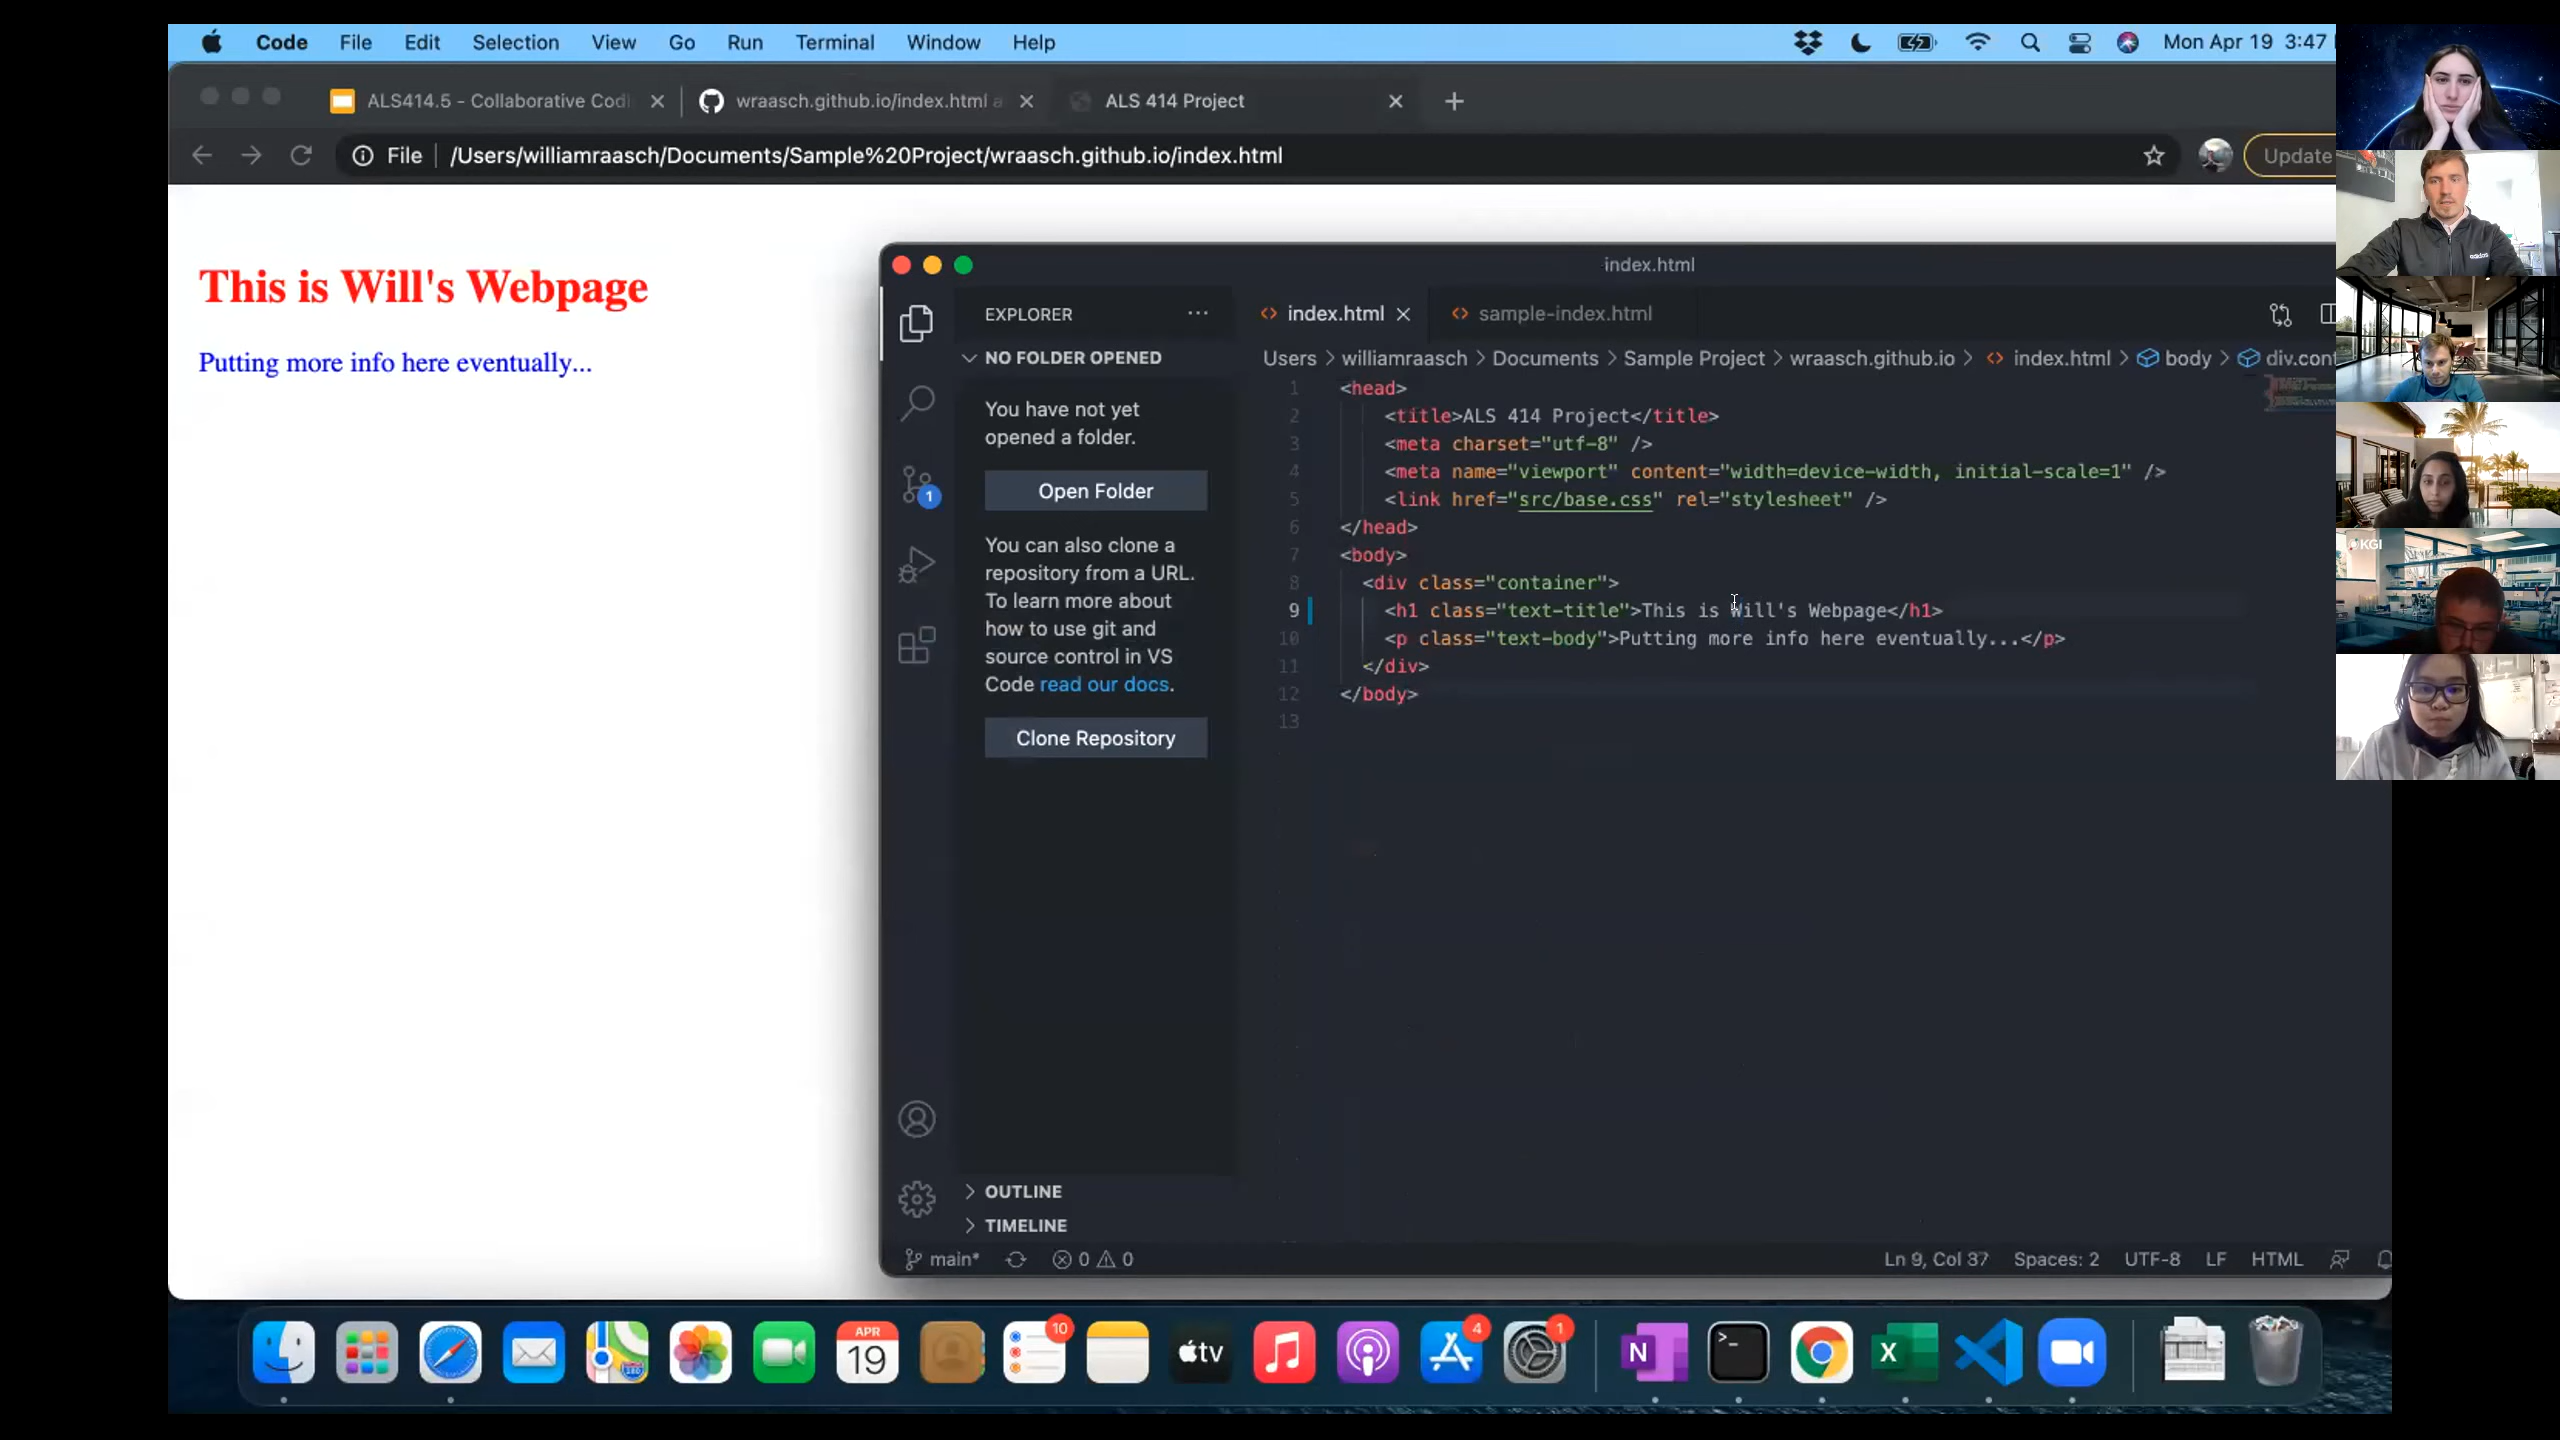 Code File Edit Selection View Go Run Terminal Window Help Mon Apr 19 3:47
ALS414.5 - Collaborative Codi
wraasch.github.io/index.html a
ALS 414 Project
File | /Users/williamraasch/Documents/Sample%20Project/wraasch.github.io/index.html
Update
This is Will's Webpage
Putting more info here eventually...
index.html
EXPLORER
NO FOLDER OPENED
You have not yet
opened a folder.
Open Folder
You can also clone a
repository from a URL.
To learn more about
how to use git and
source control in VS
Code read our docs.
Clone Repository
OUTLINE
TIMELINE
1
index.html
sample-index.html
Users > williamraasch > Documents > Sample Project > wraasch.github.io > index.html > body > div.cont
1 <head>
2 <title>ALS 414 Project</title>
3 <meta charset="utf-8" />
4 <meta name="viewport" content="width=device-width, initial-scale=1" />
5 <link href="src/base.css" rel="stylesheet" />
6 </head>
7 <body>
8 <div class="container">
9 <h1 class="text-title">This is Will's Webpage</h1>
10 <p class="text-body">Putting more info here eventually...</p>
11 </div>
12 </body>
13
main* 0 0 Ln 9, Col 37 Spaces: 2 UTF-8 LF HTML
adidas
KGI
APR
19
10
tv
4
1
N
>_
X